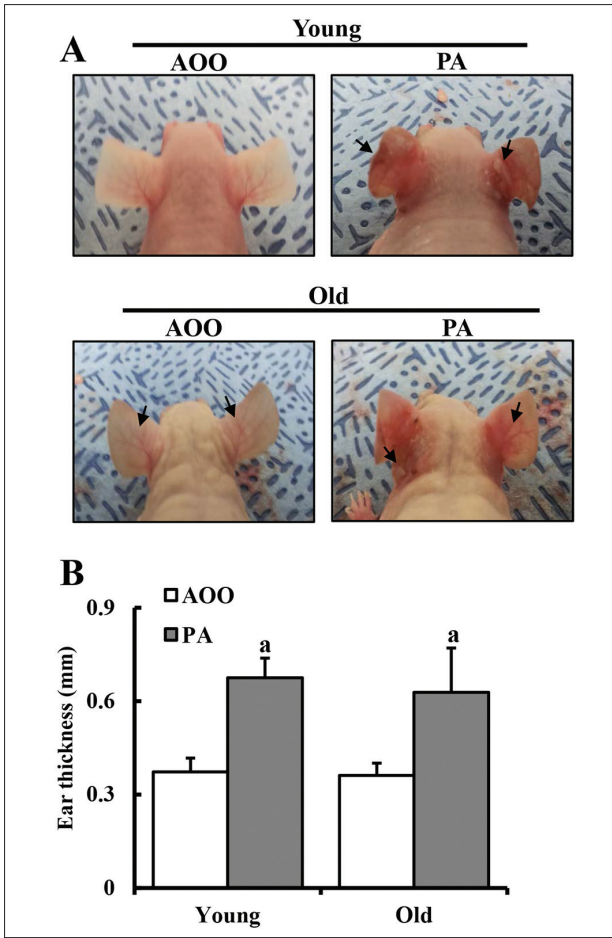 A
Young
AOO PA
Old
AOO PA
B
AOO
PA
Ear thickness (mm)
0.9
0.6
0.3
0
a a
Young Old